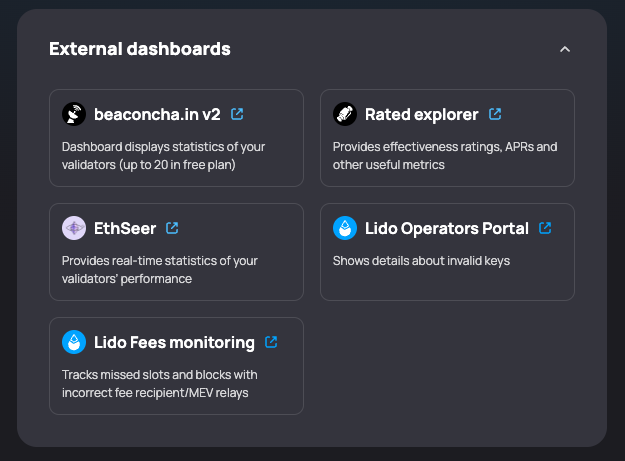 External dashboards
beaconcha.in v2
Dashboard displays statistics of your
validators (up to 20 in free plan)
Rated explorer
Provides effectiveness ratings, APRs and
other useful metrics
EthSeer
Provides real-time statistics of your
validators' performance
Lido Operators Portal
Shows details about invalid keys
Lido Fees monitoring
Tracks missed slots and blocks with
incorrect fee recipient/MEV relays